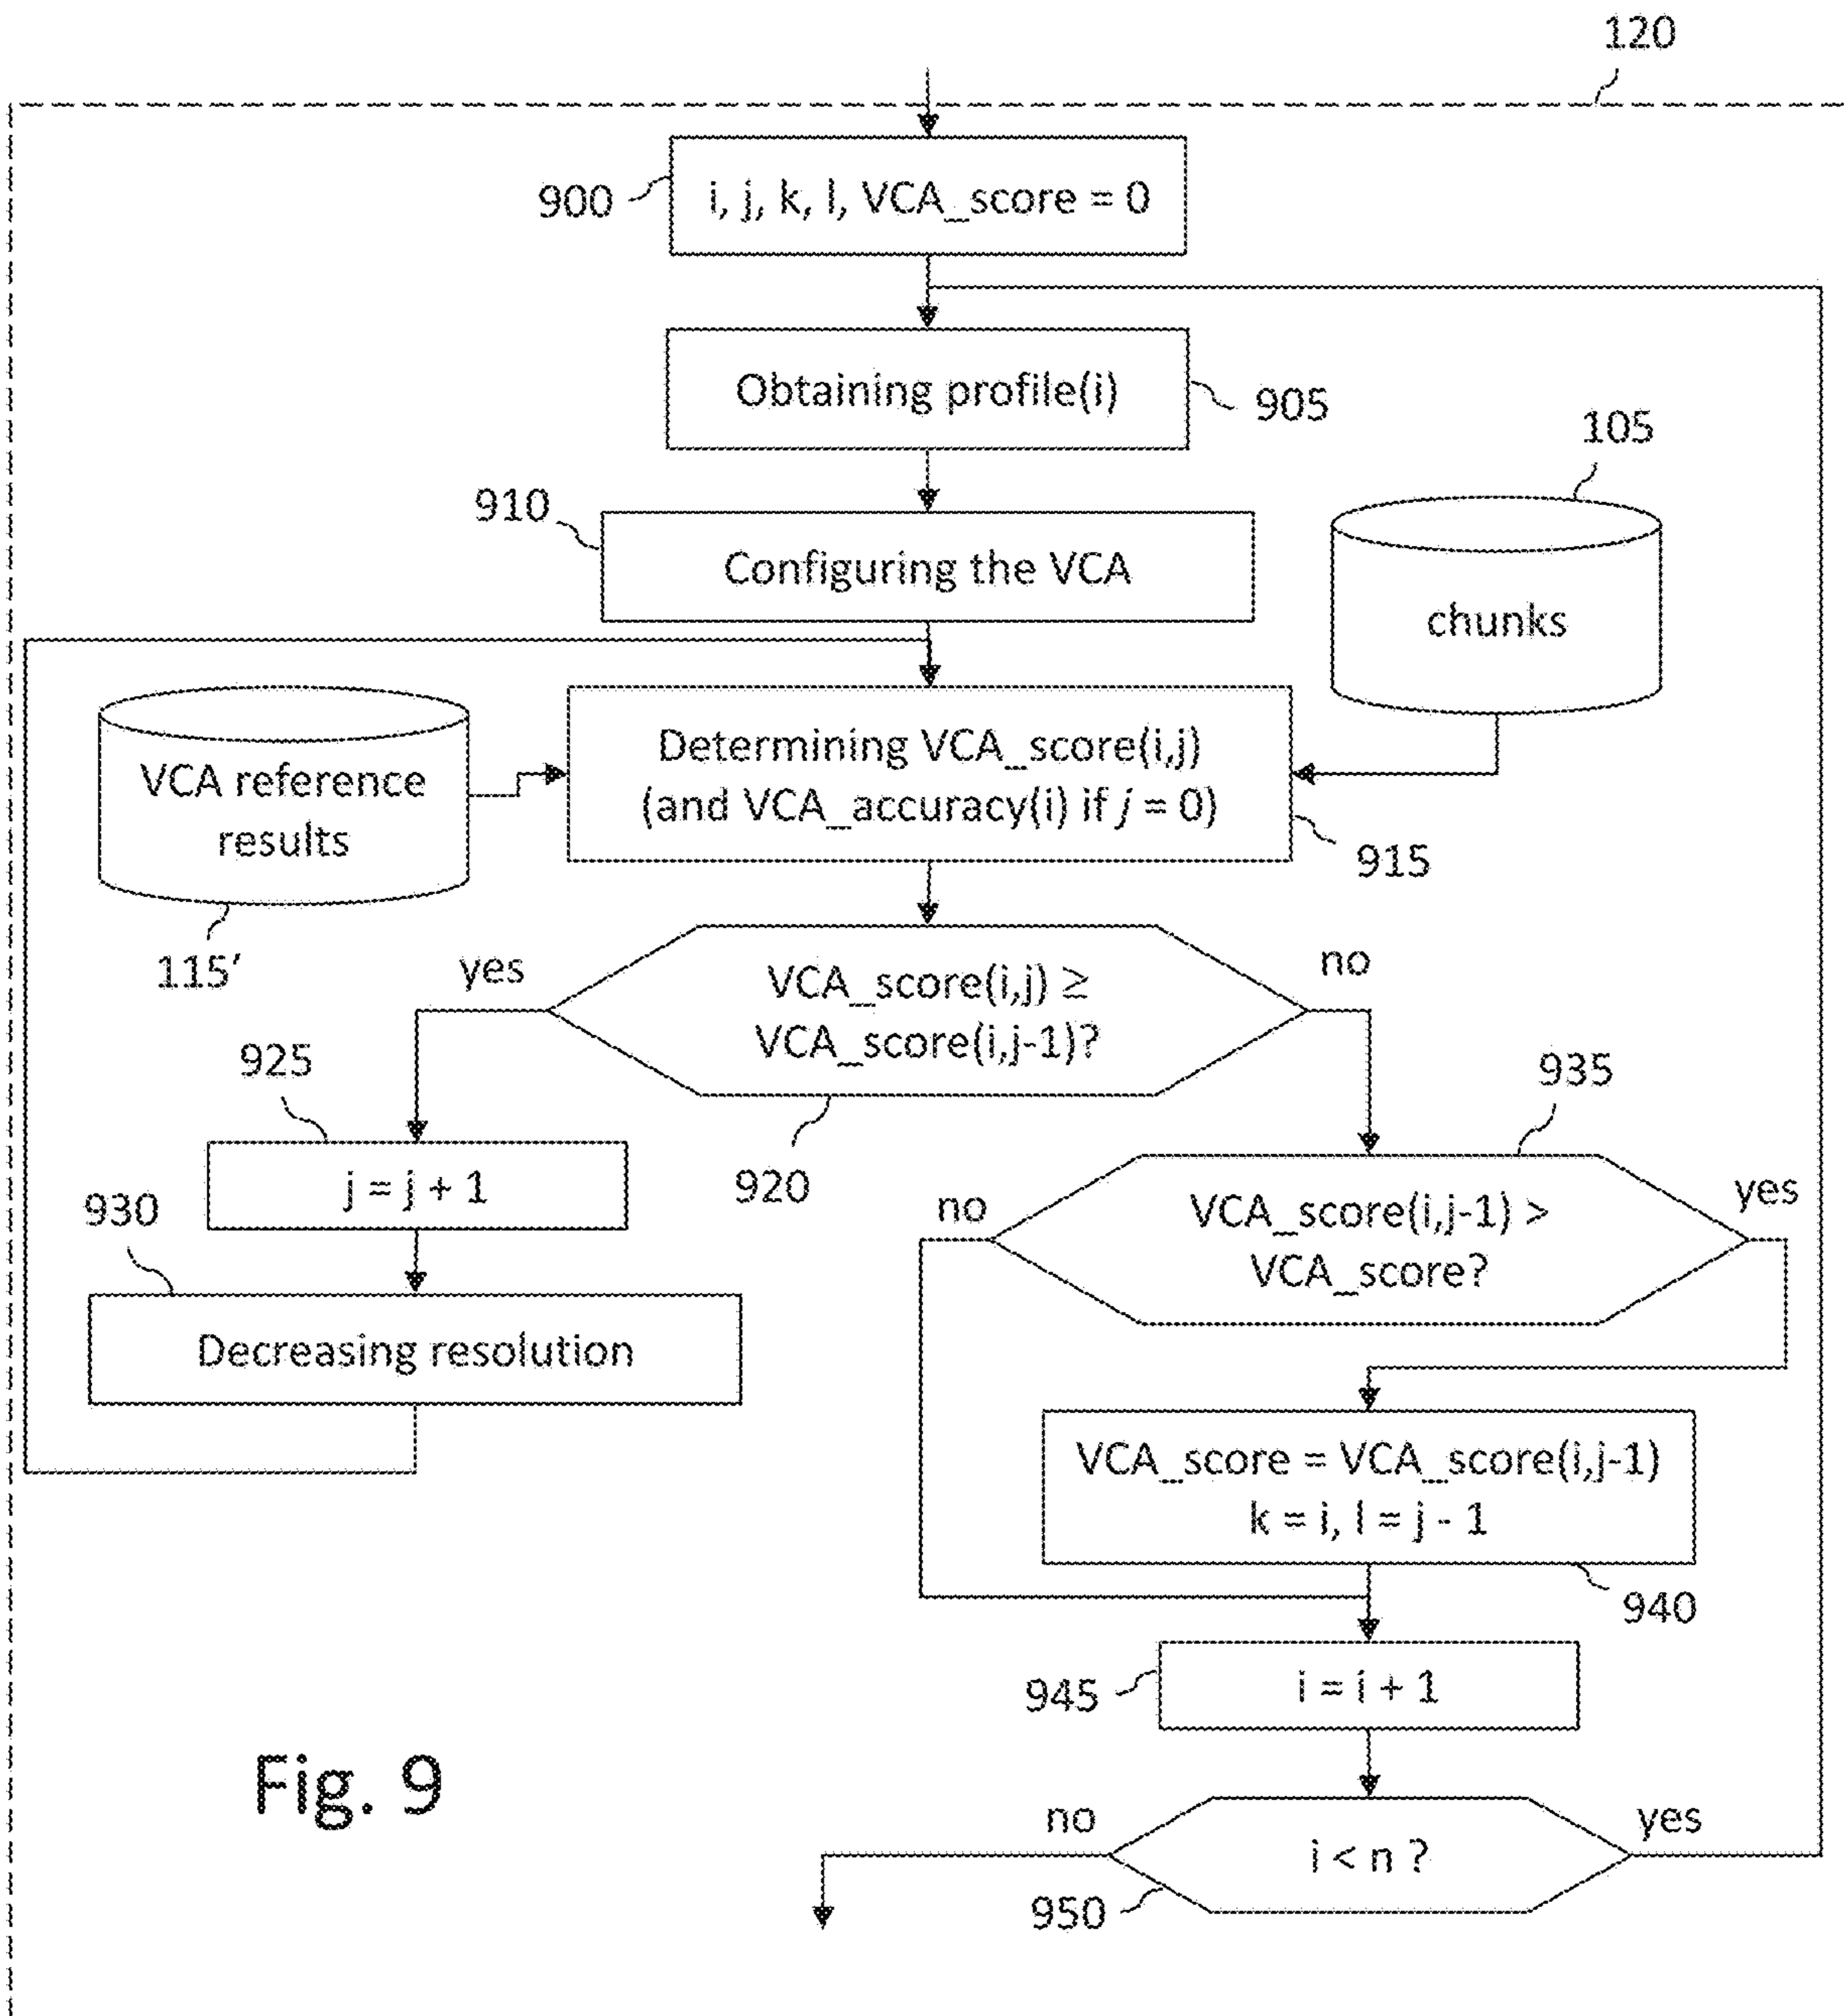 120
900
i, j, k, l, VCA_score = 0
Obtaining profile(i)
905
105
910
Configuring the VCA
chunks
VCA reference
results
Determining VCA_score(i,j)
(and VCA_accuracy(i) if j = 0)
915
115’
yes
VCA_score(i,j) ≥
VCA_score(i,j-1)?
no
925
920
935
j = j + 1
930
no
VCA_score(i,j-1) >
VCA_score?
yes
Decreasing resolution
VCA_score = VCA_score(i,j-1)
k = i, l = j - 1
940
945
i = i + 1
Fig. 9
no
i < n ?
yes
950